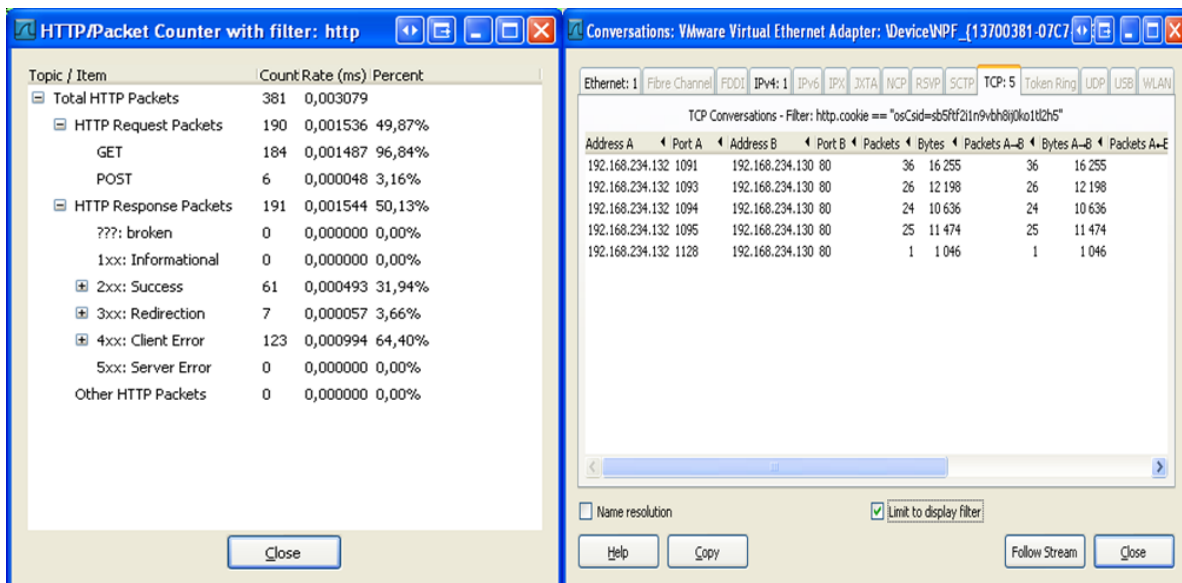 HTTP/Packet Counter with filter: http
Topic / Item Count Rate (ms) Percent
Total HTTP Packets 381 0,003079
HTTP Request Packets 190 0,001536 49,87%
GET 184 0,001487 96,84%
POST 6 0,000048 3,16%
HTTP Response Packets 191 0,001544 50,13%
???: broken 0 0,000000 0,00%
1xx: Informational 0 0,000000 0,00%
2xx: Success 61 0,000493 31,94%
3xx: Redirection 7 0,000057 3,66%
4xx: Client Error 123 0,000994 64,40%
5xx: Server Error 0 0,000000 0,00%
Other HTTP Packets 0 0,000000 0,00%
Close
Conversations: VMware Virtual Ethernet Adapter: \Device\NPF_{13700381-07C7-
Ethernet: 1 Fibre Channel FDDI IPv4: 1 IPv6 IPX JXTA NCP RSVP SCTP TCP: 5 Token Ring UDP USB WLAN
TCP Conversations - Filter: http.cookie == "osCsid=sb5ftf2i1n9vbh8ij0ko1tl2h5"
Address A Port A Address B Port B Packets Bytes Packets A→B Bytes A→B Packets A←B
192.168.234.132 1091 192.168.234.130 80 36 16 255 36 16 255
192.168.234.132 1093 192.168.234.130 80 26 12 198 26 12 198
192.168.234.132 1094 192.168.234.130 80 24 10 636 24 10 636
192.168.234.132 1095 192.168.234.130 80 25 11 474 25 11 474
192.168.234.132 1128 192.168.234.130 80 1 1 046 1 1 046
Name resolution Limit to display filter
Help Copy Follow Stream Close